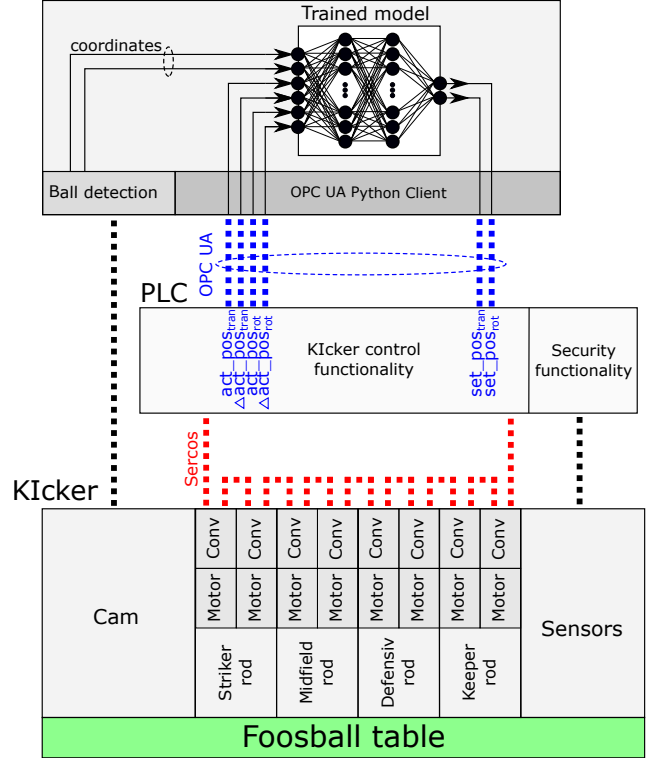 Trained model
coordinates
Ball detection
OPC UA Python Client
OPC UA
PLC
act_pos_tran
△act_pos_tran
act_pos_rot
△act_pos_rot
KIcker control
functionality
set_pos_tran
set_pos_rot
Security
functionality
Sercos
KIcker
Cam
Conv
Conv
Conv
Conv
Conv
Conv
Conv
Conv
Motor
Motor
Motor
Motor
Motor
Motor
Motor
Motor
Striker
rod
Midfield
rod
Defensiv
rod
Keeper
rod
Sensors
Foosball table